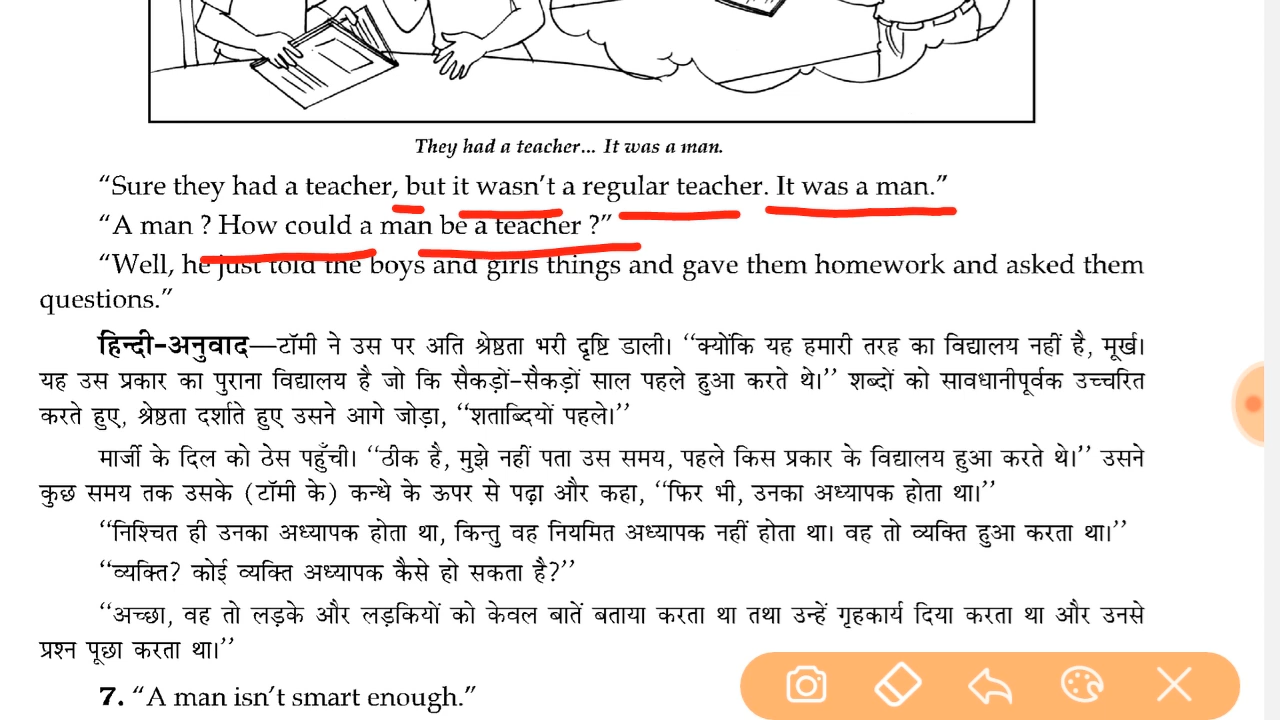 They had a teacher... It was a man.
“Sure they had a teacher, but it wasn’t a regular teacher. It was a man.”
“A man ? How could a man be a teacher ?”
“Well, he just told the boys and girls things and gave them homework and asked them
questions.”
हिन्दी-अनुवाद—टॉमी ने उस पर अति श्रेष्ठता भरी दृष्टि डाली। “क्योंकि यह हमारी तरह का विद्यालय नहीं है, मूर्ख।
यह उस प्रकार का पुराना विद्यालय है जो कि सैकड़ों-सैकड़ों साल पहले हुआ करते थे।” शब्दों को सावधानीपूर्वक उच्चरित
करते हुए, श्रेष्ठता दर्शाते हुए उसने आगे जोड़ा, “शताब्दियों पहले।”
मार्जी के दिल को ठेस पहुँची। “ठीक है, मुझे नहीं पता उस समय, पहले किस प्रकार के विद्यालय हुआ करते थे।” उसने
कुछ समय तक उसके (टॉमी के) कन्धे के ऊपर से पढ़ा और कहा, “फिर भी, उनका अध्यापक होता था।”
“निश्चित ही उनका अध्यापक होता था, किन्तु वह नियमित अध्यापक नहीं होता था। वह तो व्यक्ति हुआ करता था।”
“व्यक्ति? कोई व्यक्ति अध्यापक कैसे हो सकता है?”
“अच्छा, वह तो लड़के और लड़कियों को केवल बातें बताया करता था तथा उन्हें गृहकार्य दिया करता था और उनसे
प्रश्न पूछा करता था।”
7. “A man isn’t smart enough.”